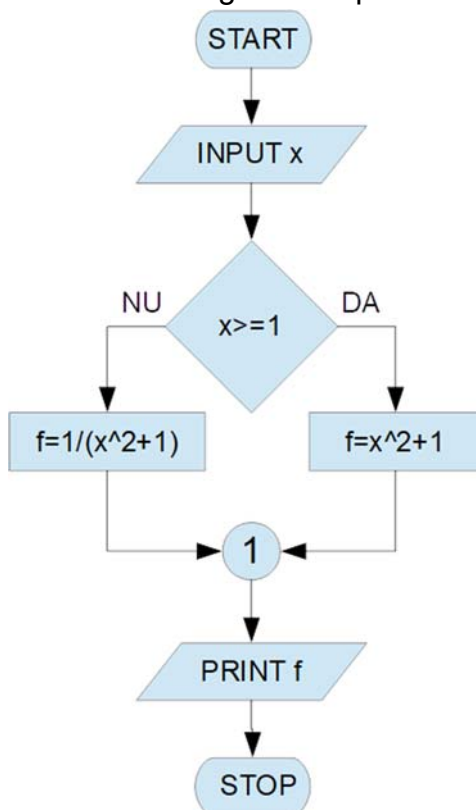 START
INPUT x
NU
DA
x>=1
f=1/(x^2+1)
f=x^2+1
1
PRINT f
STOP